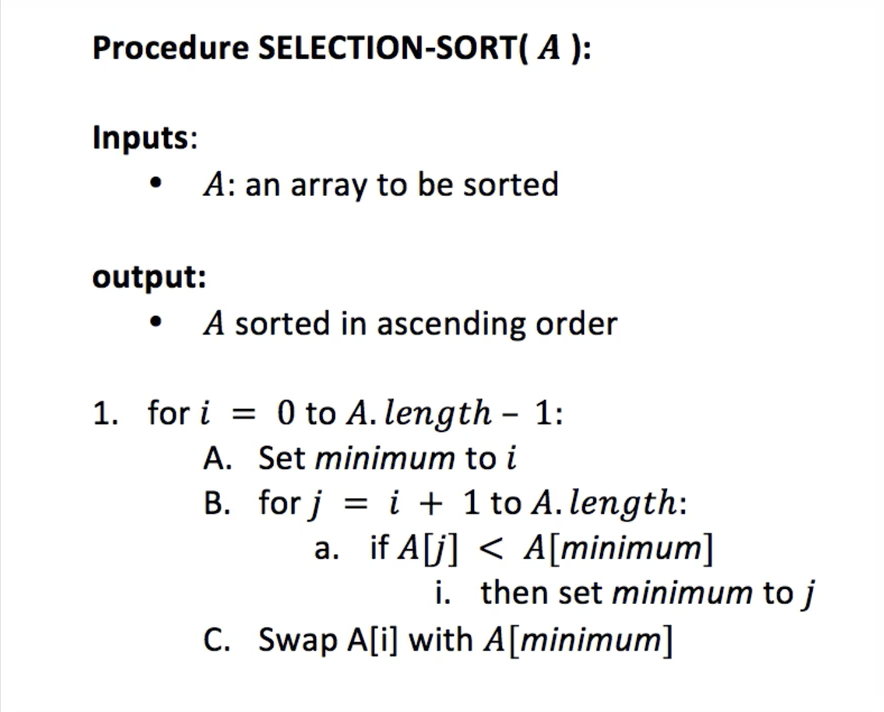 Procedure SELECTION-SORT( A ):
Inputs:
• A: an array to be sorted
output:
• A sorted in ascending order
1. for i = 0 to A.length – 1:
A. Set minimum to i
B. for j = i + 1 to A.length:
a. if A[j] < A[minimum]
i. then set minimum to j
C. Swap A[i] with A[minimum]